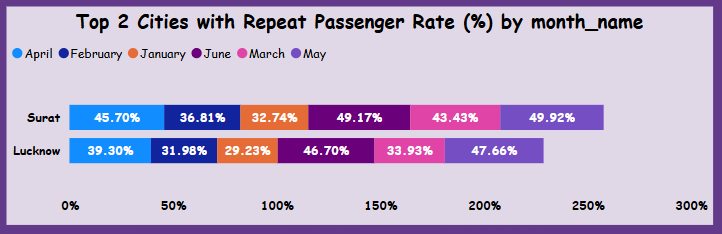 Top 2 Cities with Repeat Passenger Rate (%) by month_name
April February January June March May
Surat 45.70% 36.81% 32.74% 49.17% 43.43% 49.92%
Lucknow 39.30% 31.98% 29.23% 46.70% 33.93% 47.66%
0% 50% 100% 150% 200% 250% 300%